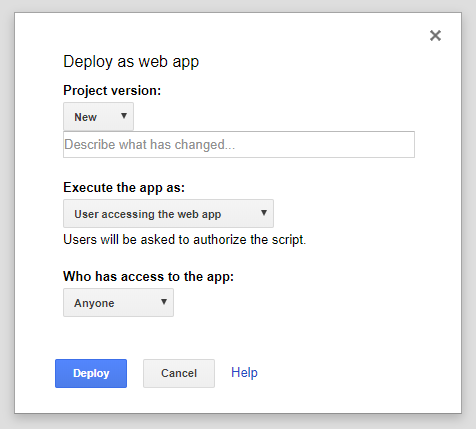 Deploy as web app
Project version:
New
Describe what has changed...
Execute the app as:
User accessing the web app
Users will be asked to authorize the script.
Who has access to the app:
Anyone
Deploy Cancel Help